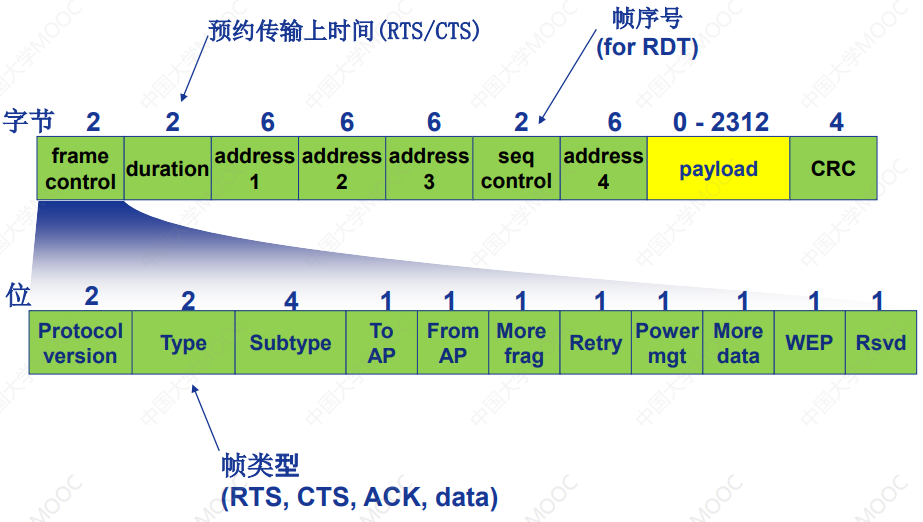 预约传输上时间(RTS/CTS)
帧序号
(for RDT)
字节 2 2 6 6 6 2 6 0 - 2312 4
frame control duration address 1 address 2 address 3 seq control address 4 payload CRC
位 2 2 4 1 1 1 1 1 1 1 1
Protocol version Type Subtype To AP From AP More frag Retry Power mgt More data WEP Rsvd
帧类型
(RTS, CTS, ACK, data)
中国大学MOOC